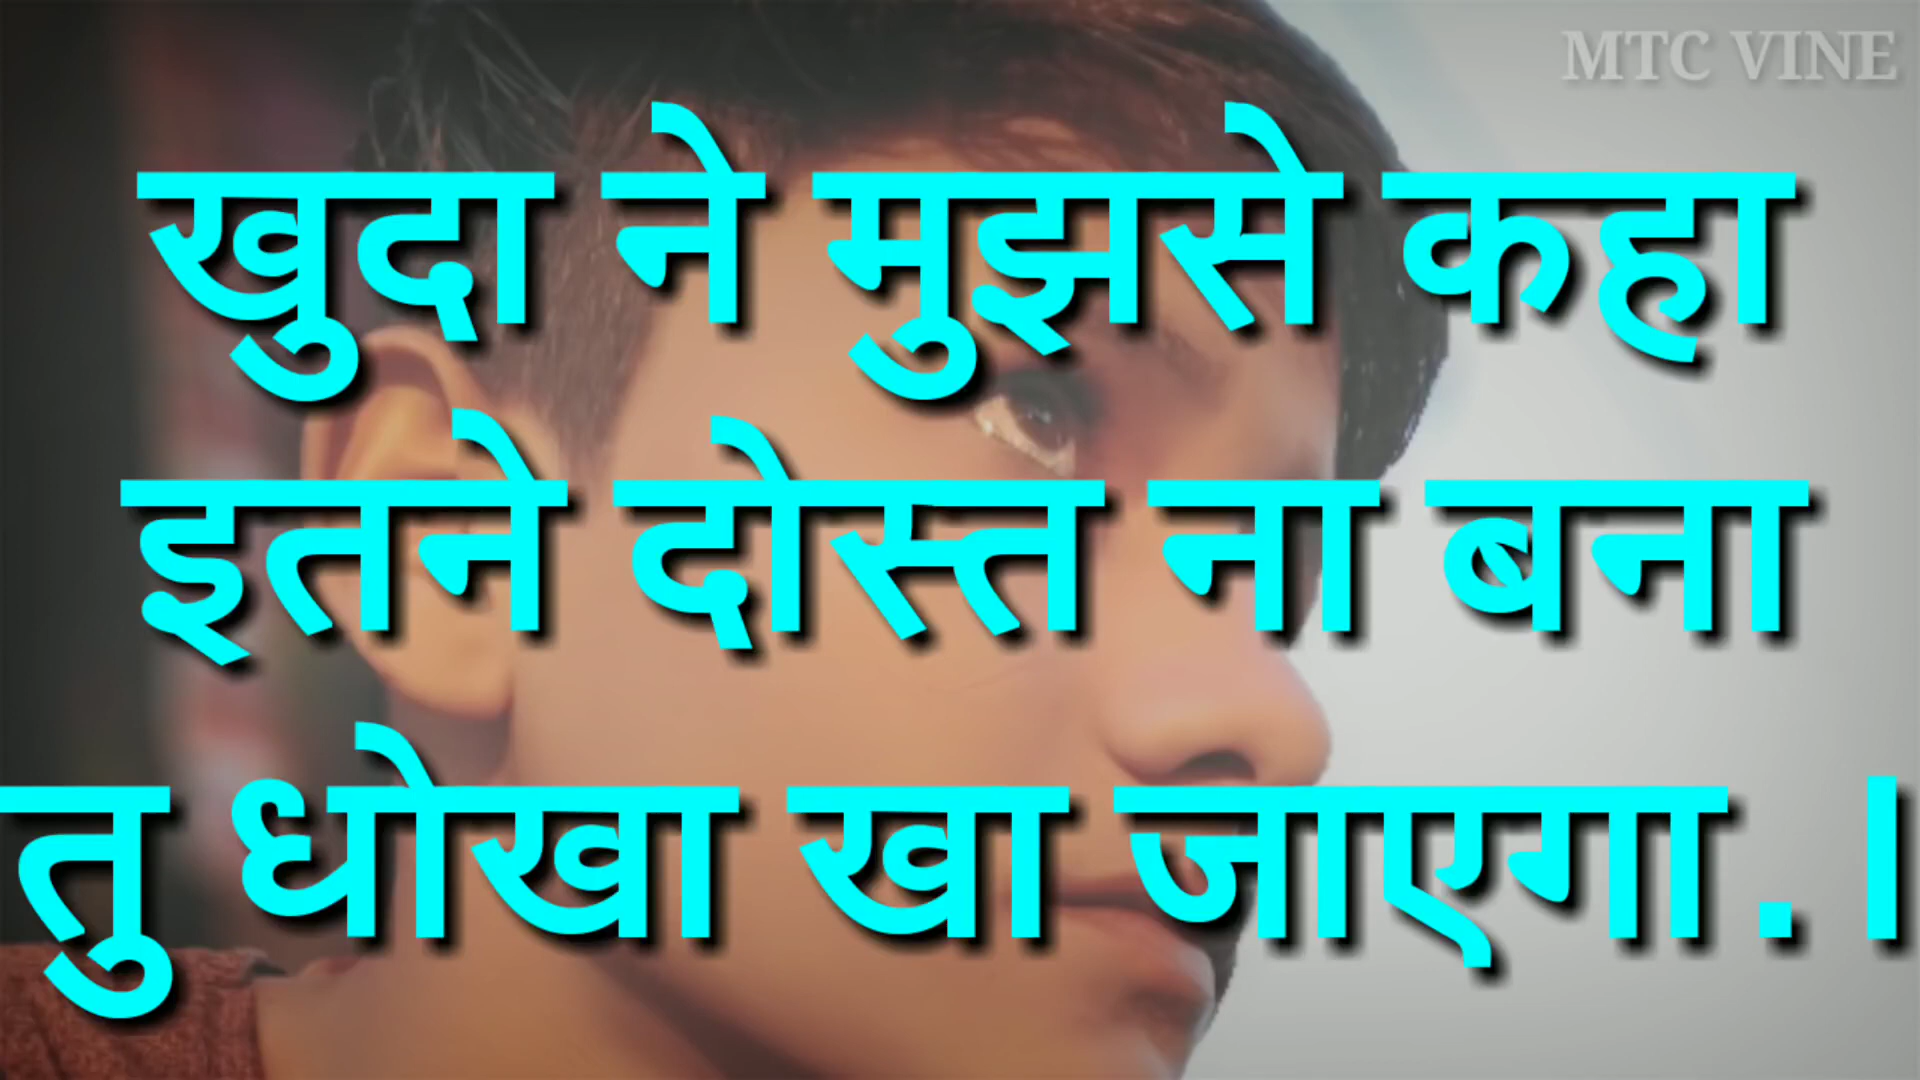 MTC VINE
खुदा ने मुझसे कहा
इतने दोस्त ना बना
तु धोखा खा जाएगा.।